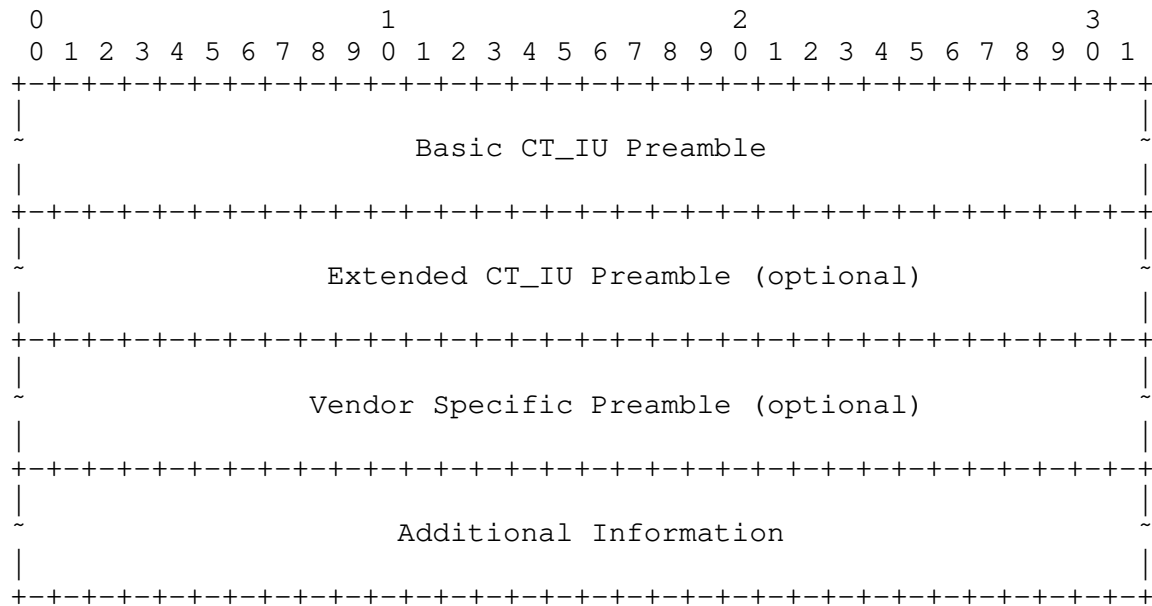 0                   1                   2                   3
 0 1 2 3 4 5 6 7 8 9 0 1 2 3 4 5 6 7 8 9 0 1 2 3 4 5 6 7 8 9 0 1
+-+-+-+-+-+-+-+-+-+-+-+-+-+-+-+-+-+-+-+-+-+-+-+-+-+-+-+-+-+-+-+-+
|                                                               |
~                      Basic CT_IU Preamble                     ~
|                                                               |
+-+-+-+-+-+-+-+-+-+-+-+-+-+-+-+-+-+-+-+-+-+-+-+-+-+-+-+-+-+-+-+-+
|                                                               |
~                 Extended CT_IU Preamble (optional)            ~
|                                                               |
+-+-+-+-+-+-+-+-+-+-+-+-+-+-+-+-+-+-+-+-+-+-+-+-+-+-+-+-+-+-+-+-+
|                                                               |
~                Vendor Specific Preamble (optional)            ~
|                                                               |
+-+-+-+-+-+-+-+-+-+-+-+-+-+-+-+-+-+-+-+-+-+-+-+-+-+-+-+-+-+-+-+-+
|                                                               |
~                     Additional Information                    ~
|                                                               |
+-+-+-+-+-+-+-+-+-+-+-+-+-+-+-+-+-+-+-+-+-+-+-+-+-+-+-+-+-+-+-+-+